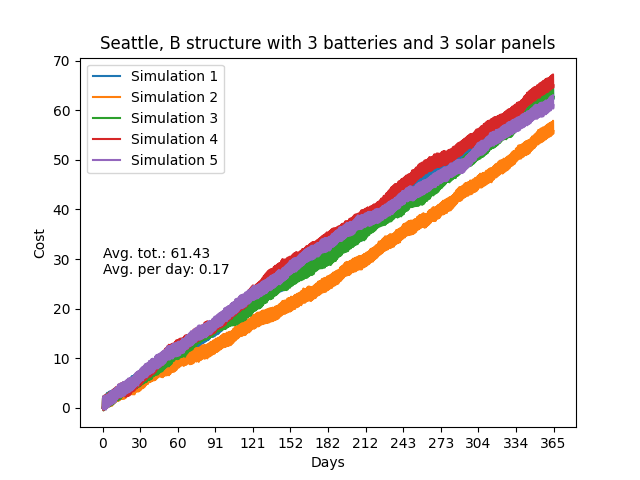 Seattle, B structure with 3 batteries and 3 solar panels
70
60
50
40
30
20
10
0
Cost
Simulation 1
Simulation 2
Simulation 3
Simulation 4
Simulation 5
Avg. tot.: 61.43
Avg. per day: 0.17
0 30 60 91 121 152 182 212 243 273 304 334 365
Days